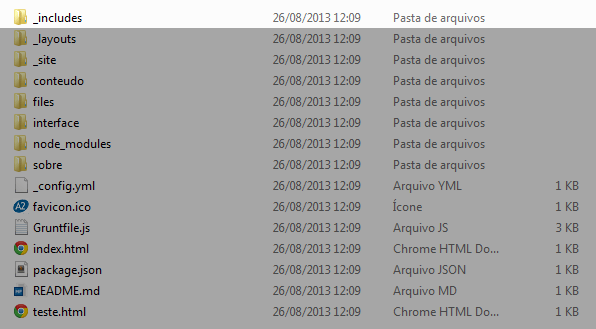 _includes 26/08/2013 12:09 Pasta de arquivos
_layouts 26/08/2013 12:09 Pasta de arquivos
_site 26/08/2013 12:09 Pasta de arquivos
conteudo 26/08/2013 12:09 Pasta de arquivos
files 26/08/2013 12:09 Pasta de arquivos
interface 26/08/2013 12:09 Pasta de arquivos
node_modules 26/08/2013 12:09 Pasta de arquivos
sobre 26/08/2013 12:09 Pasta de arquivos
_config.yml 26/08/2013 12:09 Arquivo YML 1 KB
favicon.ico 26/08/2013 12:09 Ícone 1 KB
Gruntfile.js 26/08/2013 12:09 Arquivo JS 3 KB
index.html 26/08/2013 12:09 Chrome HTML Do... 1 KB
package.json 26/08/2013 12:09 Arquivo JSON 1 KB
README.md 26/08/2013 12:09 Arquivo MD 1 KB
teste.html 26/08/2013 12:09 Chrome HTML Do... 1 KB